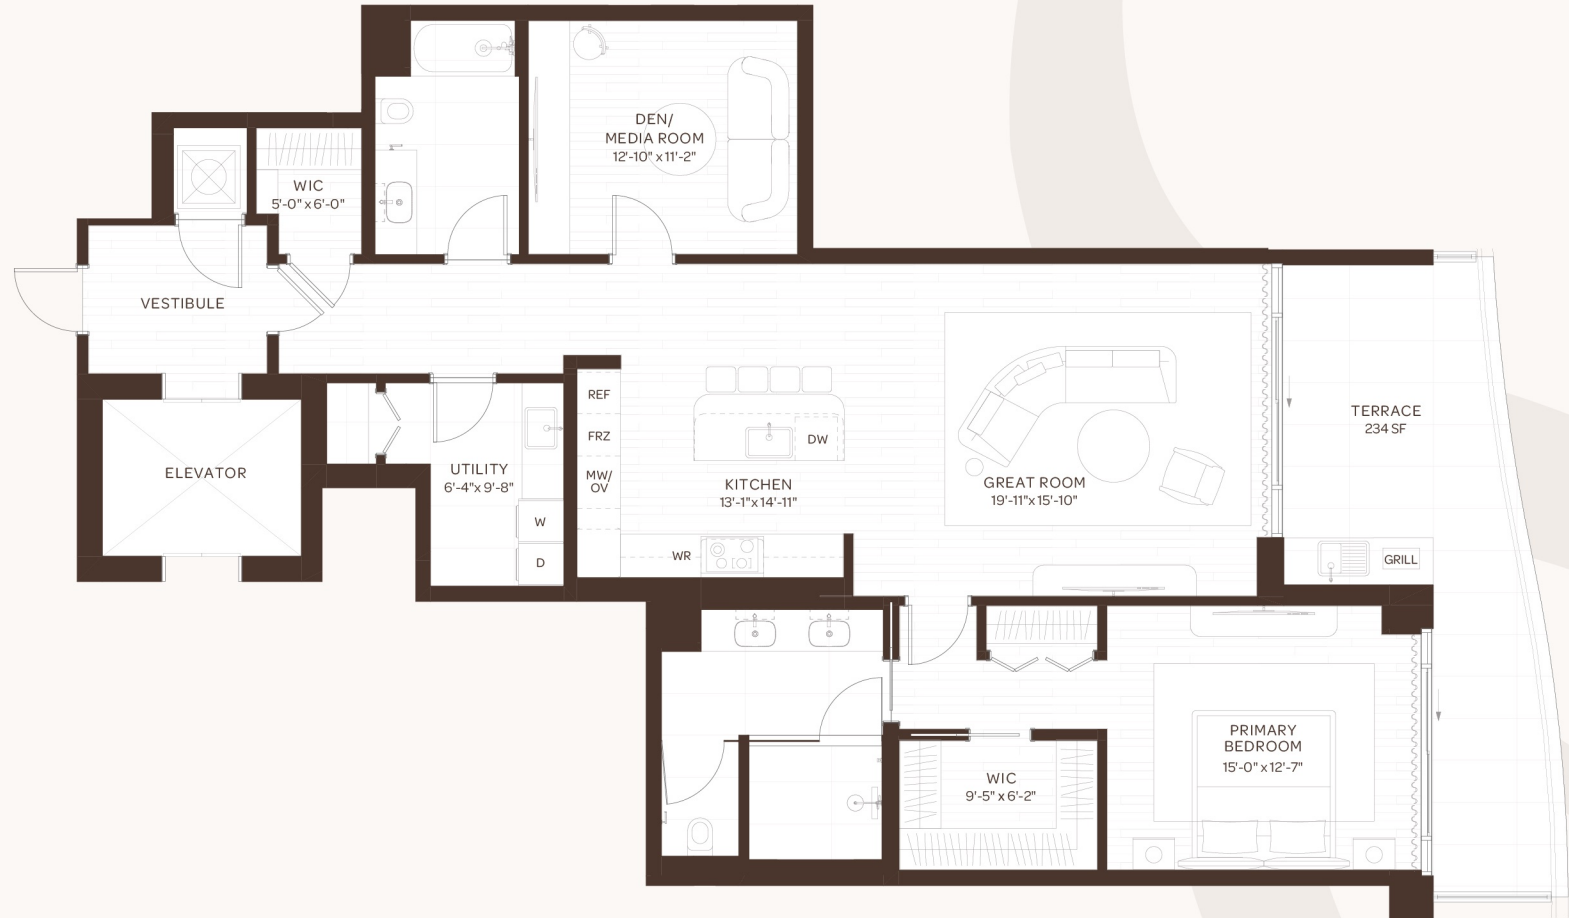 DEN/
MEDIA ROOM
12'-10" x 11'-2"
WIC
5'-0" x 6'-0"
VESTIBULE
ELEVATOR
UTILITY
6'-4"x 9'-8"
W
D
REF
FRZ
MW/
OV
WR
DW
KITCHEN
13'-1"x 14'-11"
GREAT ROOM
19'-11"x 15'-10"
TERRACE
234 SF
GRILL
PRIMARY
BEDROOM
15'-0" x 12'-7"
WIC
9'-5" x 6'-2"